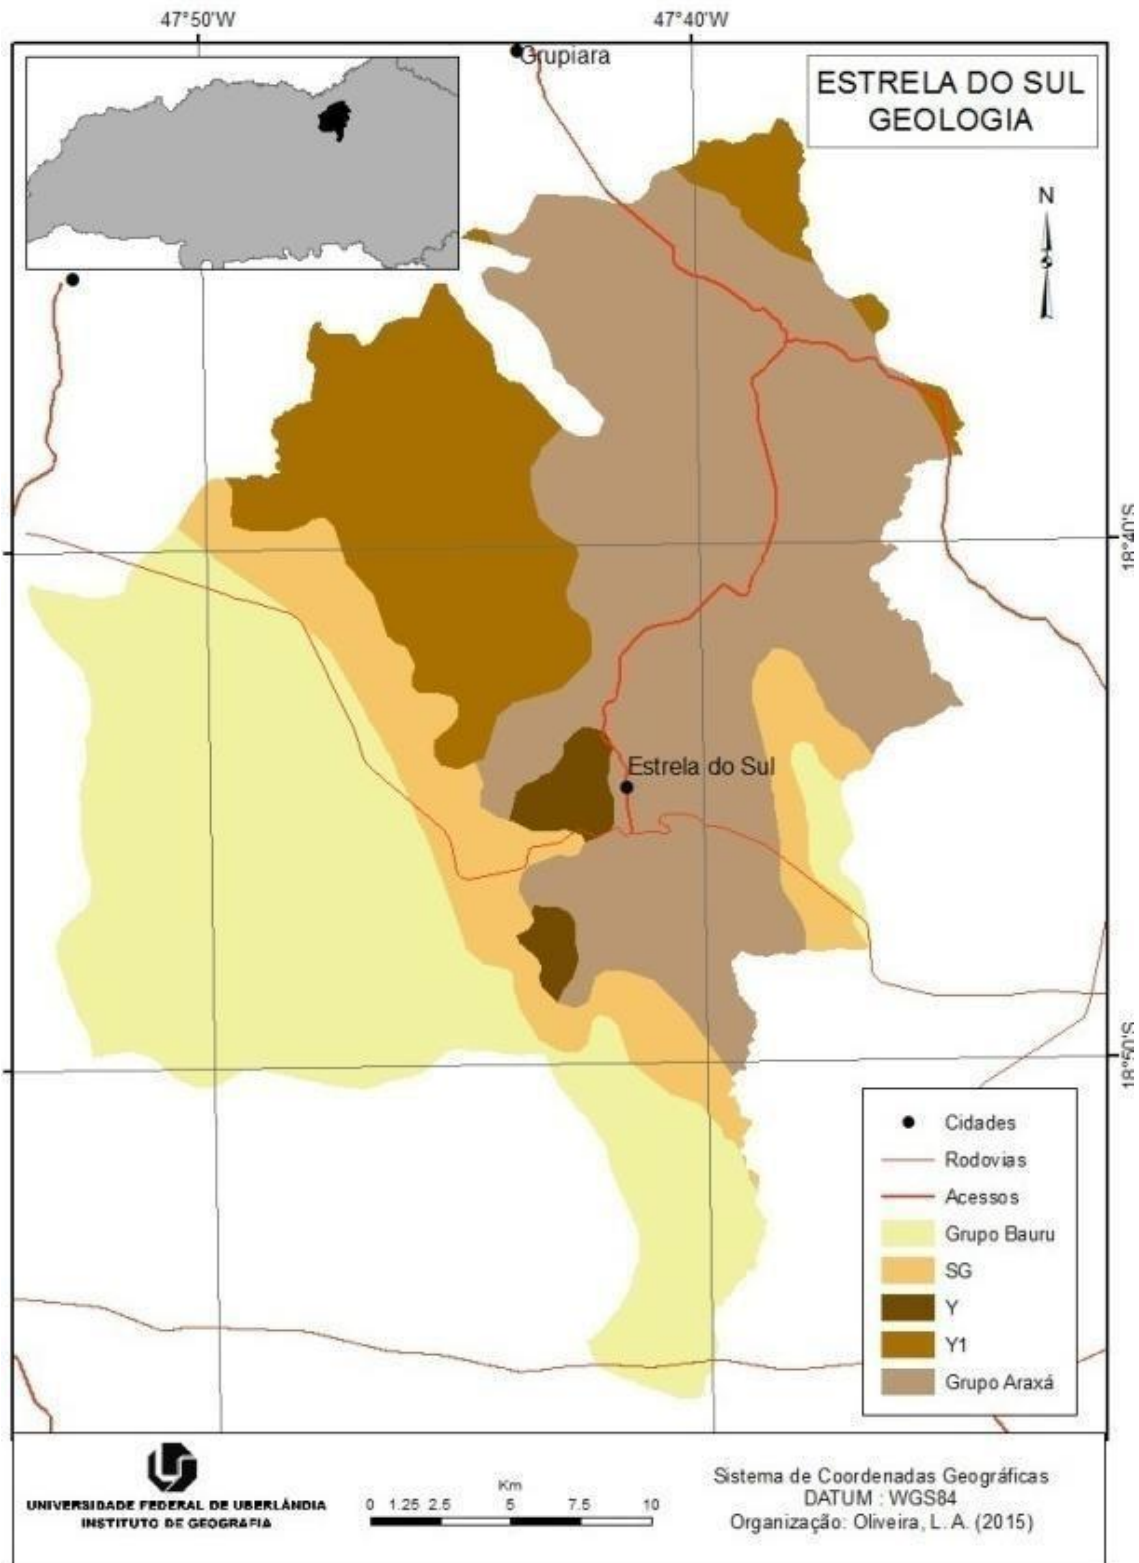 47°50'W
47°40'W
Grupiara
ESTRELA DO SUL
GEOLOGIA
N
18°40'S
Estrela do Sul
18°50'S
Cidades
Rodovias
Acessos
Grupo Bauru
SG
Y
Y1
Grupo Araxá
UNIVERSIDADE FEDERAL DE UBERLÂNDIA
INSTITUTO DE GEOGRAFIA
Km
0 1.25 2.5 5 7.5 10
Sistema de Coordenadas Geográficas
DATUM : WGS84
Organização: Oliveira, L. A. (2015)